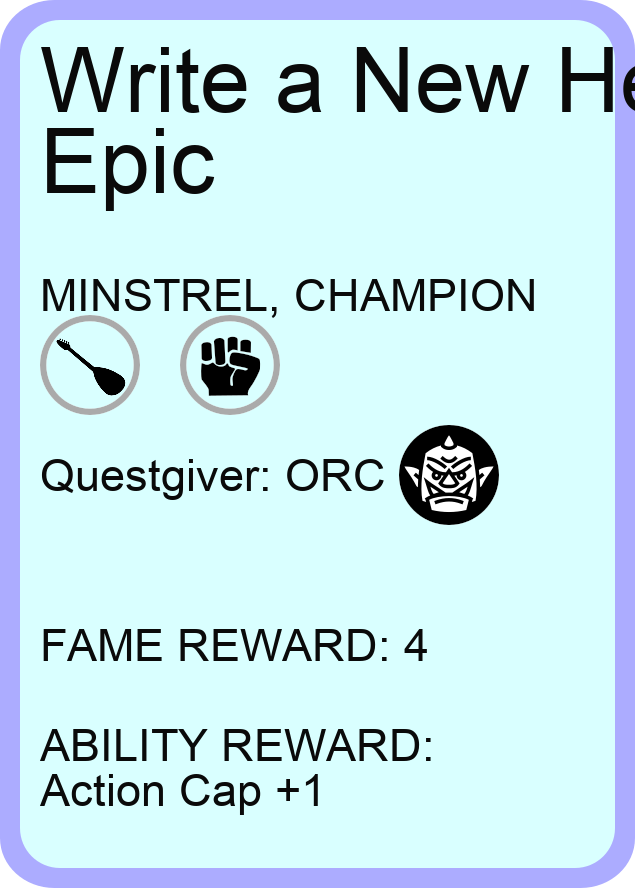 Write a New He
Epic
MINSTREL, CHAMPION
Questgiver: ORC
FAME REWARD: 4
ABILITY REWARD:
Action Cap +1